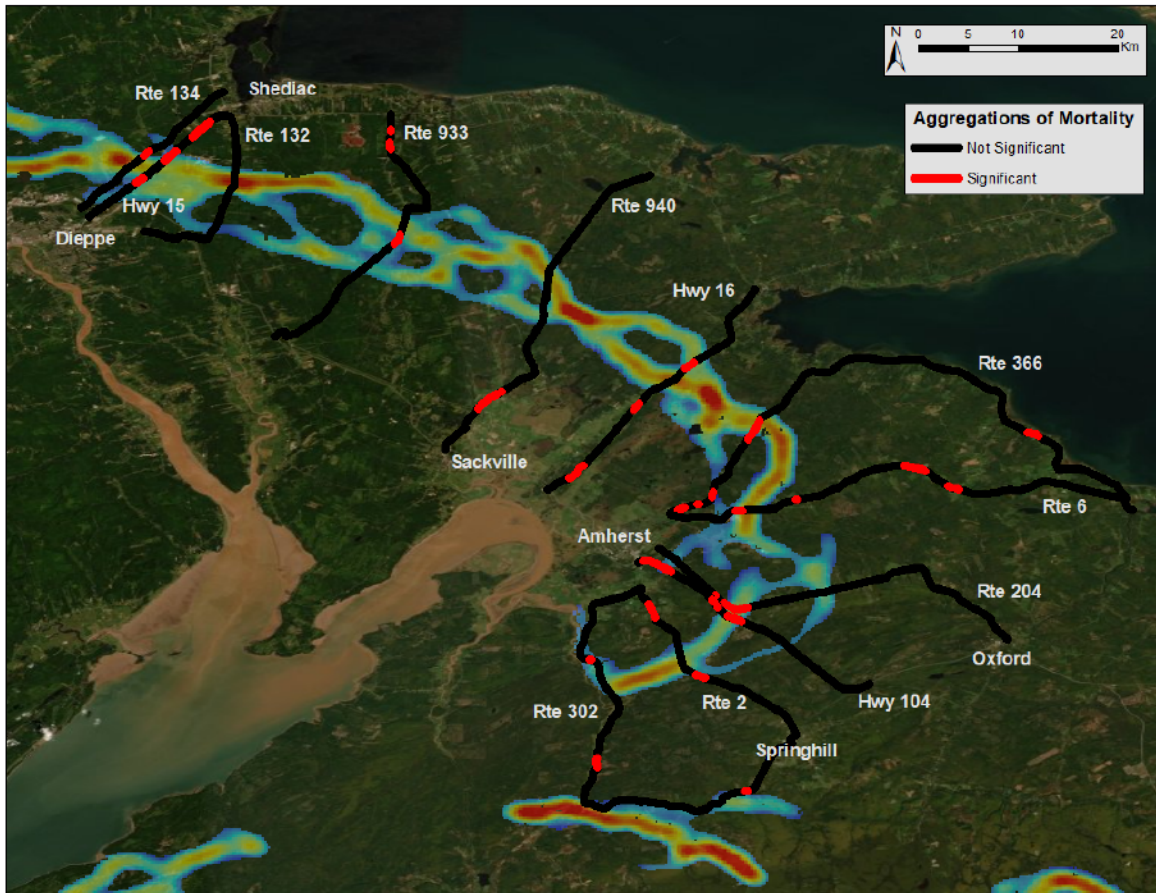 N
0 5 10 20
Km
Aggregations of Mortality
Not Significant
Significant
Rte 134
Shediac
Rte 132
Rte 933
Hwy 15
Dieppe
Rte 940
Hwy 16
Rte 366
Sackville
Rte 6
Amherst
Rte 204
Oxford
Hwy 104
Rte 2
Rte 302
Springhill